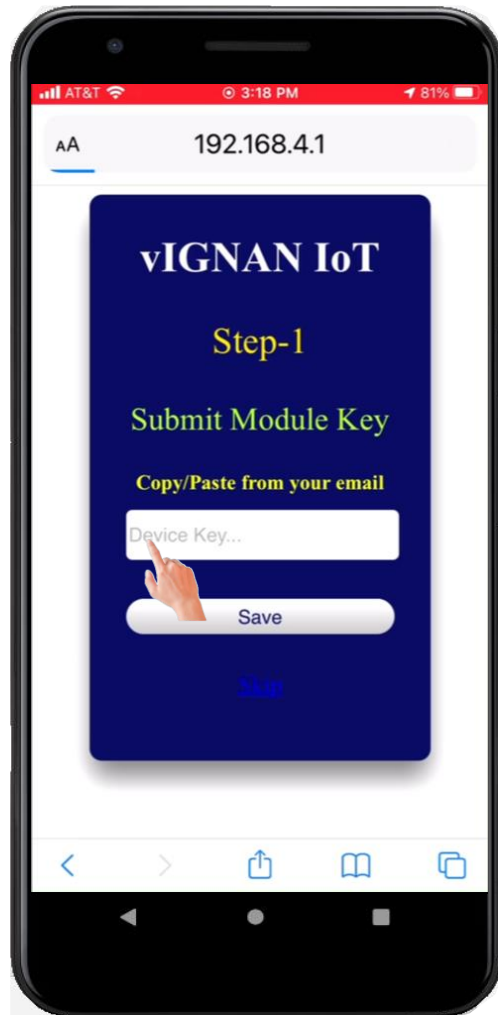 AT&T 3:18 PM 81%
AA 192.168.4.1
vIGNAN IoT
Step-1
Submit Module Key
Copy/Paste from your email
Device Key...
Save
Skip